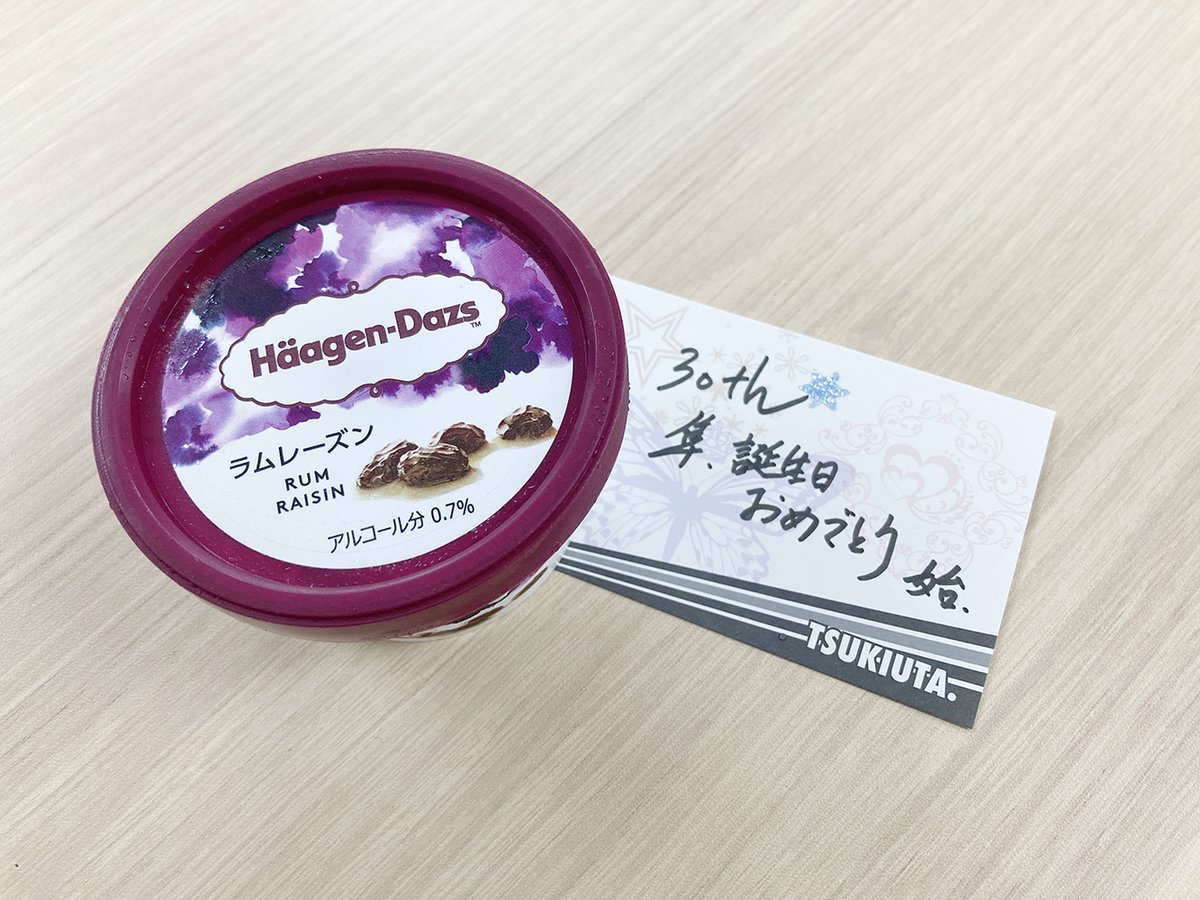 Häagen-Dazs™
ラムレーズン
RUM
RAISIN
アルコール分 0.7%
30th
隼、誕生日
おめでとう
始.
TSUKIUTA.